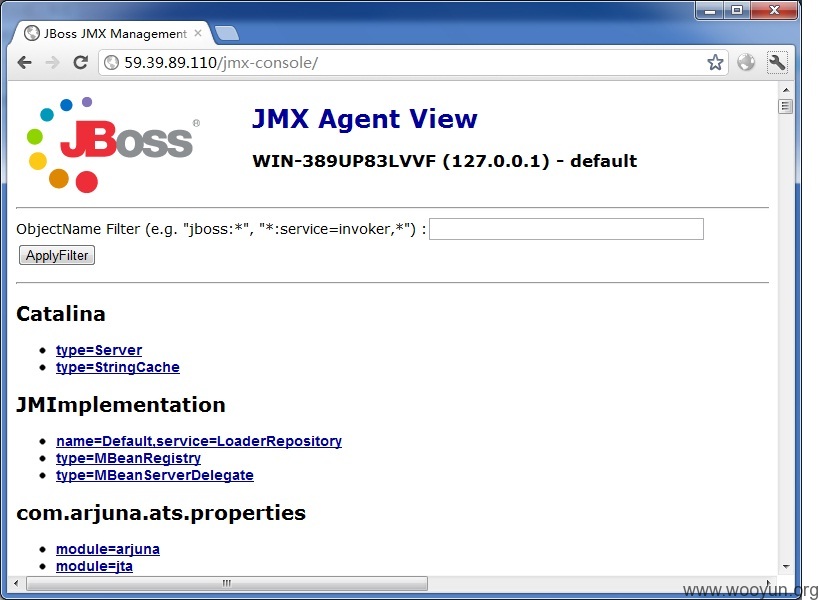 JBoss JMX Management
59.39.89.110/jmx-console/
JBoss®
JMX Agent View
WIN-389UP83LVVF (127.0.0.1) - default
ObjectName Filter (e.g. "jboss:*", "*:service=invoker,*") :
ApplyFilter
Catalina
type=Server
type=StringCache
JMImplementation
name=Default,service=LoaderRepository
type=MBeanRegistry
type=MBeanServerDelegate
com.arjuna.ats.properties
module=arjuna
module=jta
www.wooyun.org